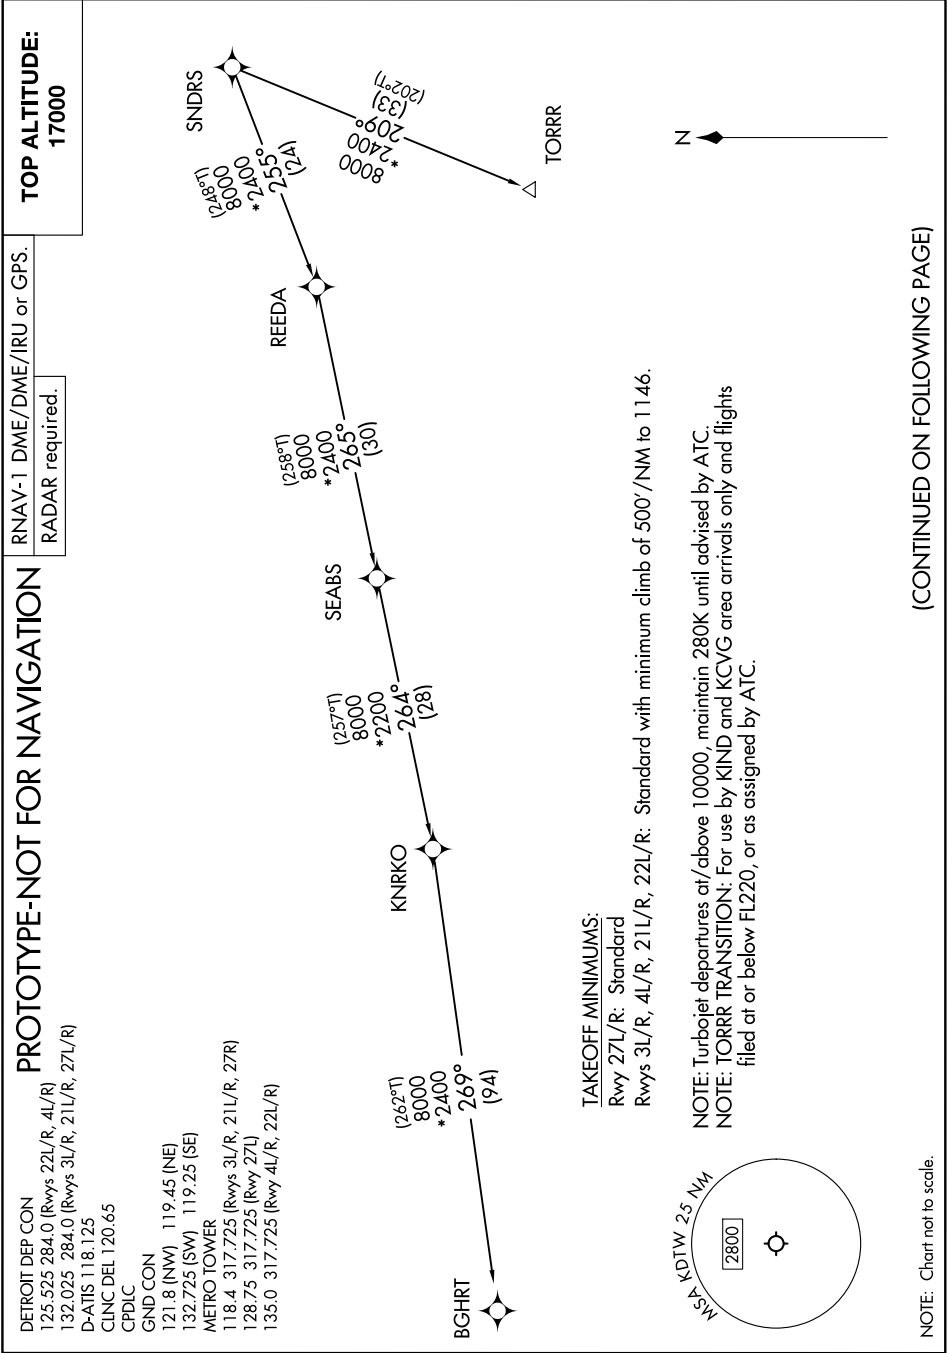 PROTOTYPE-NOT FOR NAVIGATION
RNAV-1 DME/DME/IRU or GPS.
RADAR required.
TOP ALTITUDE:
17000
DETROIT DEP CON
125.525 284.0 (Rwys 22L/R, 4L/R)
132.025 284.0 (Rwys 3L/R, 21L/R, 27L/R)
D-ATIS 118.125
CLNC DEL 120.65
CPDLC
GND CON
121.8 (NW) 119.45 (NE)
132.725 (SW) 119.25 (SE)
METRO TOWER
118.4 317.725 (Rwys 3L/R, 21L/R, 27R)
128.75 317.725 (Rwy 27L)
135.0 317.725 (Rwy 4L/R, 22L/R)
SNDRS
(248°T)
8000
*2400
255°
(24)
(202°T)
(33)
209°
*2400
8000
TORRR
REEDA
(258°T)
8000
*2400
265°
(30)
SEABS
(257°T)
8000
*2200
264°
(28)
KNRKO
(262°T)
8000
*2400
269°
(94)
BGHRT
N
TAKEOFF MINIMUMS:
Rwy 27L/R: Standard
Rwys 3L/R, 4L/R, 21L/R, 22L/R: Standard with minimum climb of 500'/NM to 1146.
NOTE: Turbojet departures at/above 10000, maintain 280K until advised by ATC.
NOTE: TORRR TRANSITION: For use by KIND and KCVG area arrivals only and flights
filed at or below FL220, or as assigned by ATC.
MSA KDTW 25 NM
2800
NOTE: Chart not to scale.
(CONTINUED ON FOLLOWING PAGE)